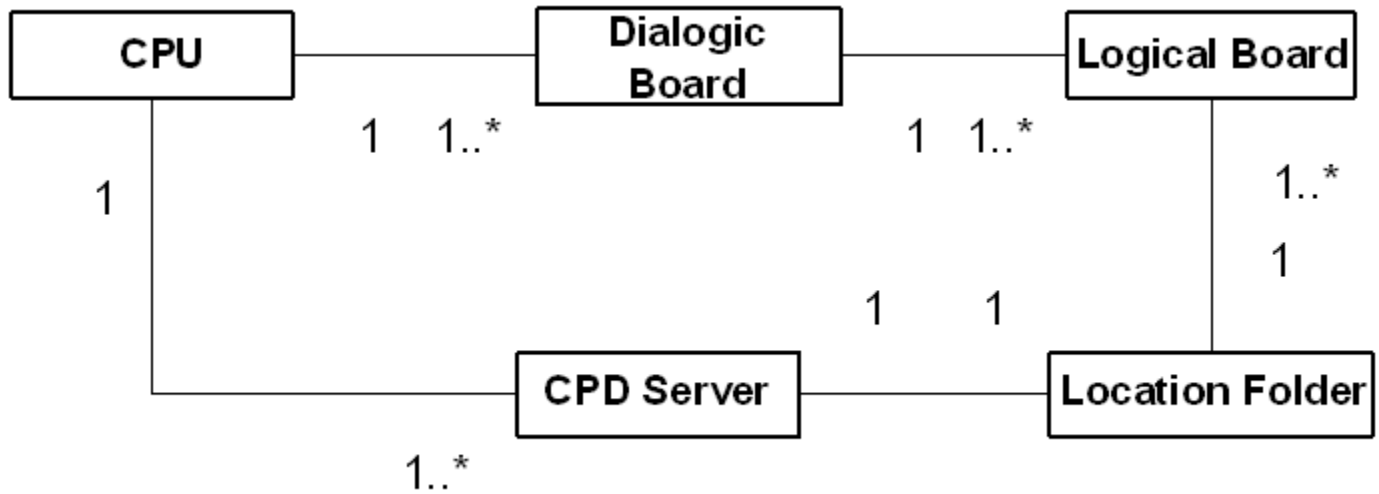 CPU
Dialogic
Board
Logical Board
1 1..*
1 1..*
1
1..*
1
1 1
CPD Server
Location Folder
1..*